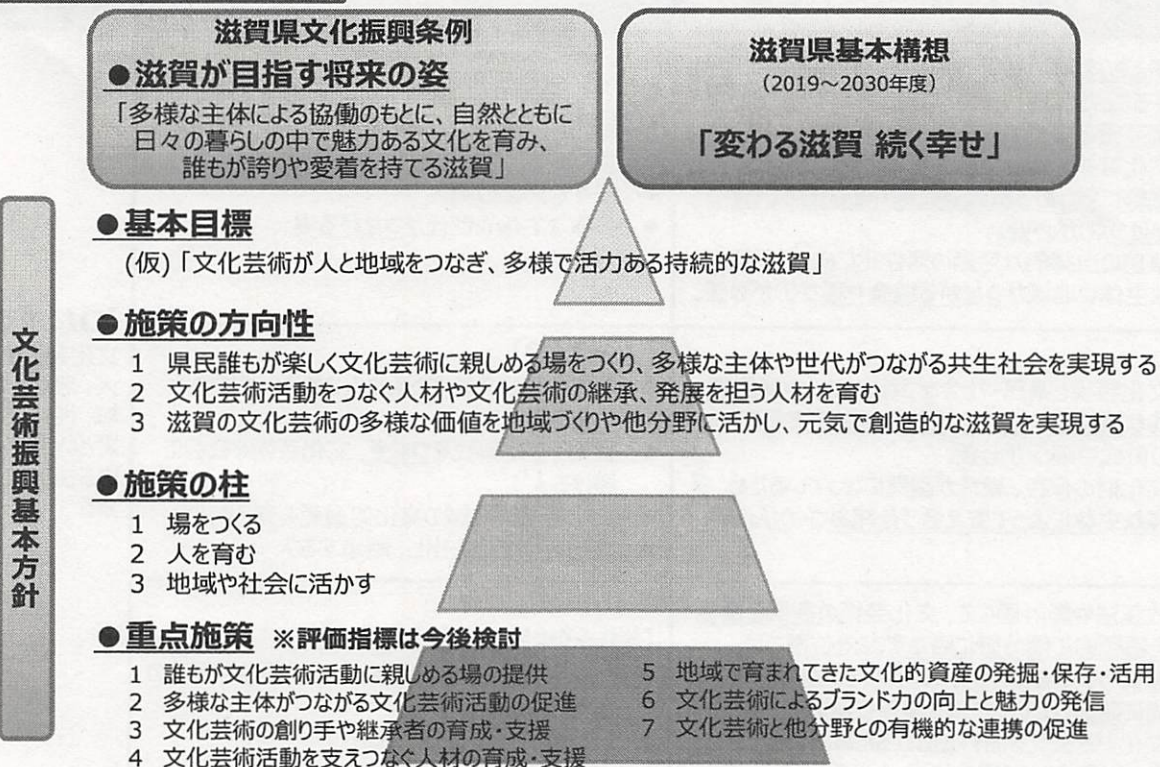 滋賀県文化振興条例
●滋賀が目指す将来の姿
「多様な主体による協働のもとに、自然とともに
日々の暮らしの中で魅力ある文化を育み、
誰もが誇りや愛着を持てる滋賀」
滋賀県基本構想
(2019～2030年度)
「変わる滋賀 続く幸せ」
文化芸術振興基本方針
●基本目標
(仮)「文化芸術が人と地域をつなぎ、多様で活力ある持続的な滋賀」
●施策の方向性
1 県民誰もが楽しく文化芸術に親しめる場をつくり、多様な主体や世代がつながる共生社会を実現する
2 文化芸術活動をつなぐ人材や文化芸術の継承、発展を担う人材を育む
3 滋賀の文化芸術の多様な価値を地域づくりや他分野に活かし、元気で創造的な滋賀を実現する
●施策の柱
1 場をつくる
2 人を育む
3 地域や社会に活かす
●重点施策 ※評価指標は今後検討
1 誰もが文化芸術活動に親しめる場の提供
2 多様な主体がつながる文化芸術活動の促進
3 文化芸術の創り手や継承者の育成・支援
4 文化芸術活動を支えつなぐ人材の育成・支援
5 地域で育まれてきた文化的資産の発掘・保存・活用
6 文化芸術によるブランド力の向上と魅力の発信
7 文化芸術と他分野との有機的な連携の促進